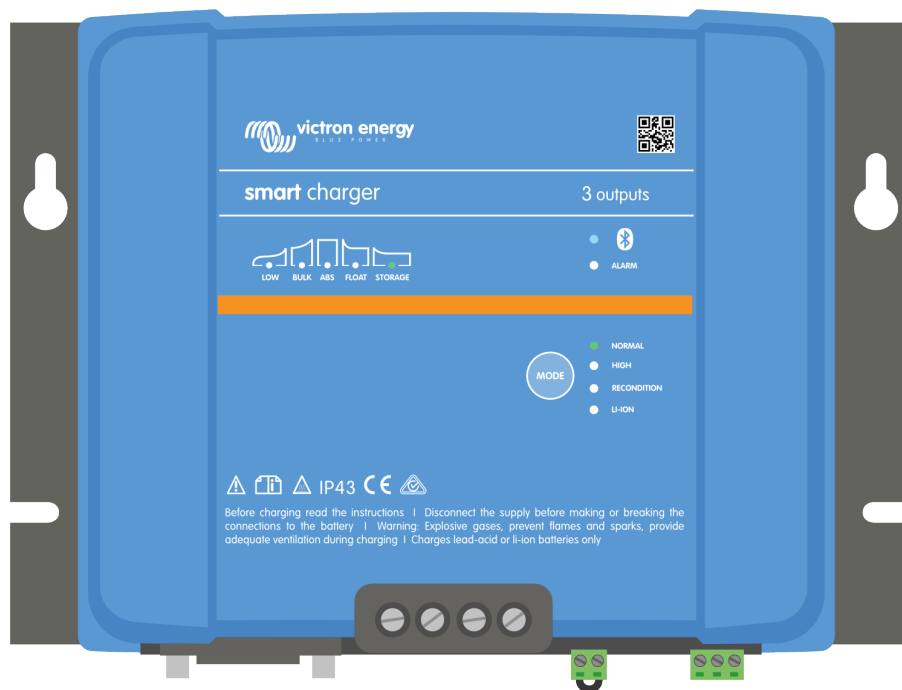 victron energy
BLUE POWER
smart charger
3 outputs
LOW BULK ABS FLOAT STORAGE
ALARM
MODE
NORMAL
HIGH
RECONDITION
LI-ION
IP43 CE
Before charging read the instructions I Disconnect the supply before making or breaking the
connections to the battery I Warning: Explosive gases, prevent flames and sparks, provide
adequate ventilation during charging I Charges lead-acid or li-ion batteries only